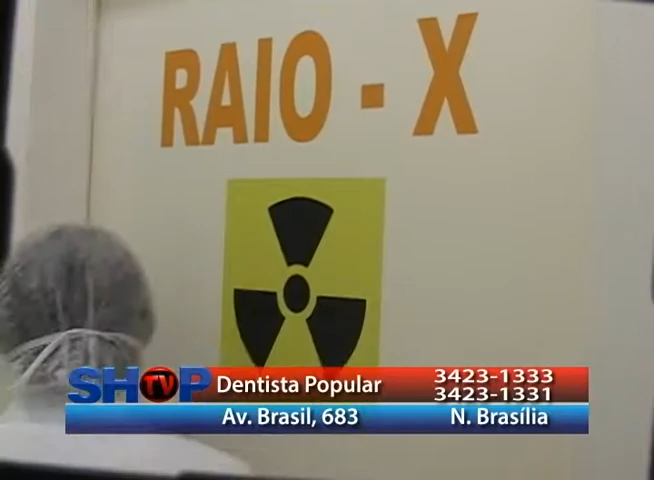 RAIO - X
SHOP TV Dentista Popular 3423-1333
3423-1331
Av. Brasil, 683 N. Brasília